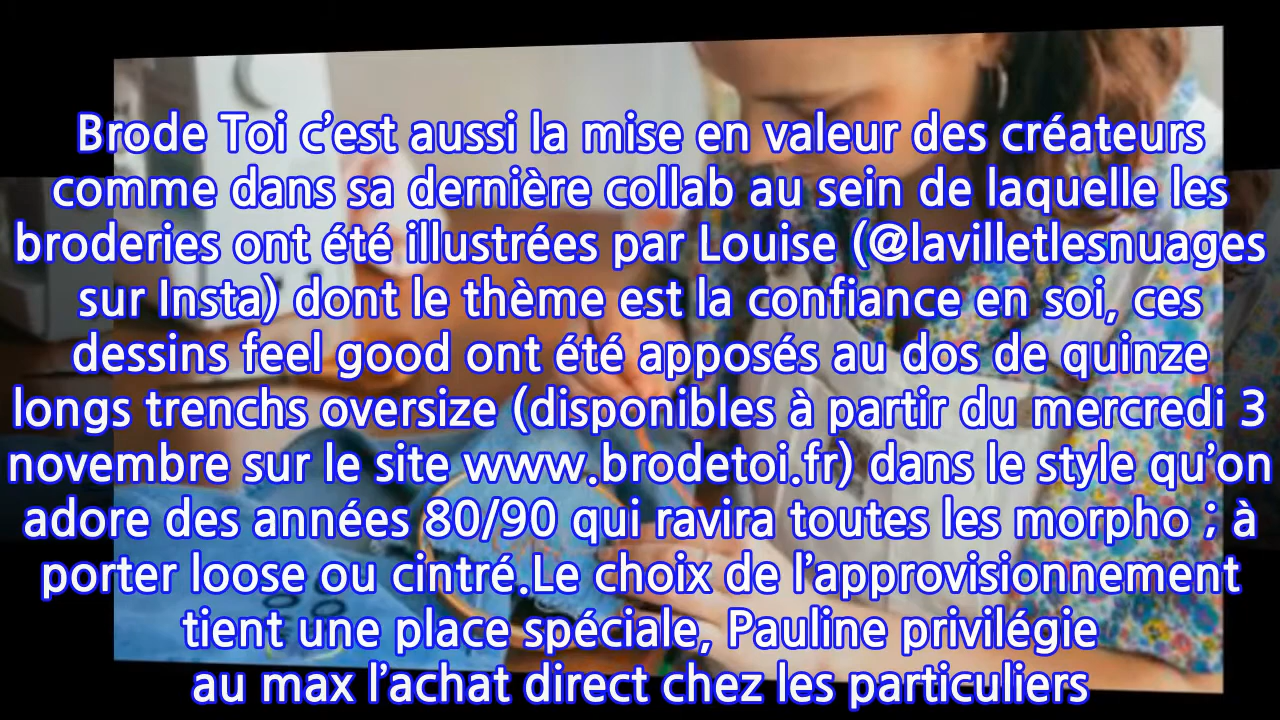 Brode Toi c’est aussi la mise en valeur des créateurs
comme dans sa dernière collab au sein de laquelle les
broderies ont été illustrées par Louise (@lavilletlesnuages
sur Insta) dont le thème est la confiance en soi, ces
dessins feel good ont été apposés au dos de quinze
longs trenchs oversize (disponibles à partir du mercredi 3
novembre sur le site www.brodetoi.fr) dans le style qu’on
adore des années 80/90 qui ravira toutes les morpho ; à
porter loose ou cintré.Le choix de l’approvisionnement
tient une place spéciale, Pauline privilégie
au max l’achat direct chez les particuliers